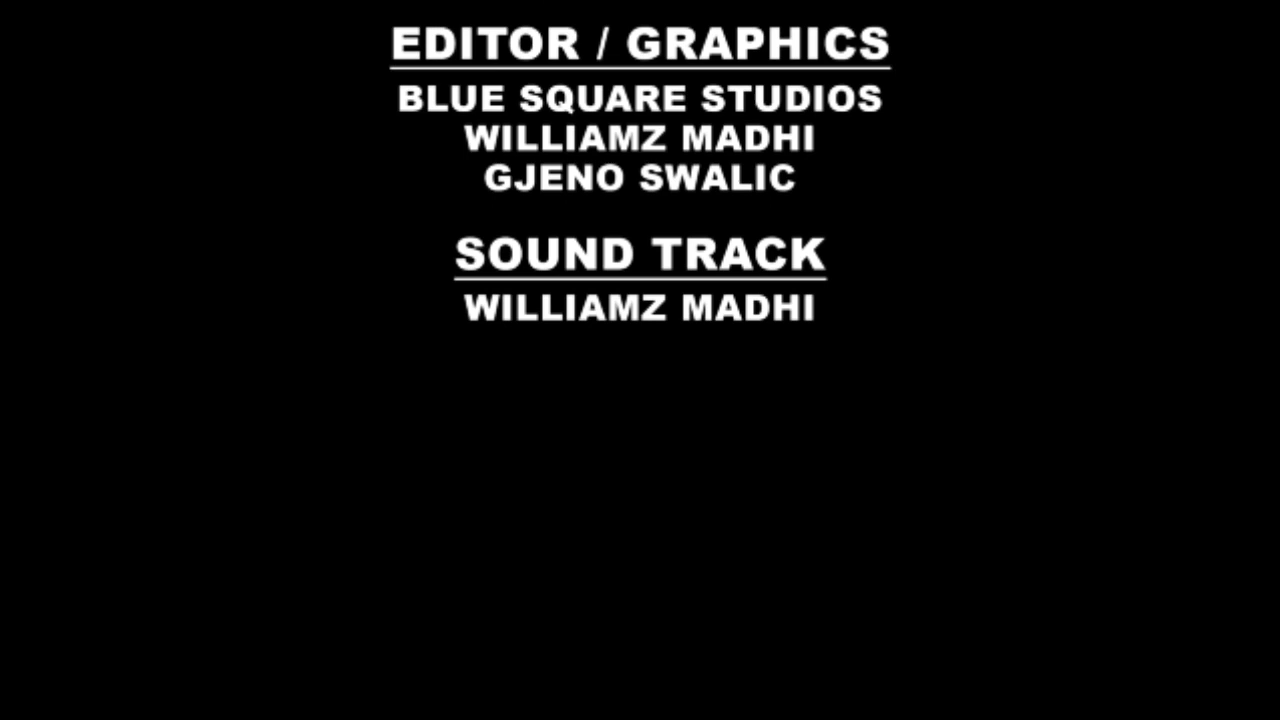 EDITOR / GRAPHICS
BLUE SQUARE STUDIOS
WILLIAMZ MADHI
GJENO SWALIC
SOUND TRACK
WILLIAMZ MADHI